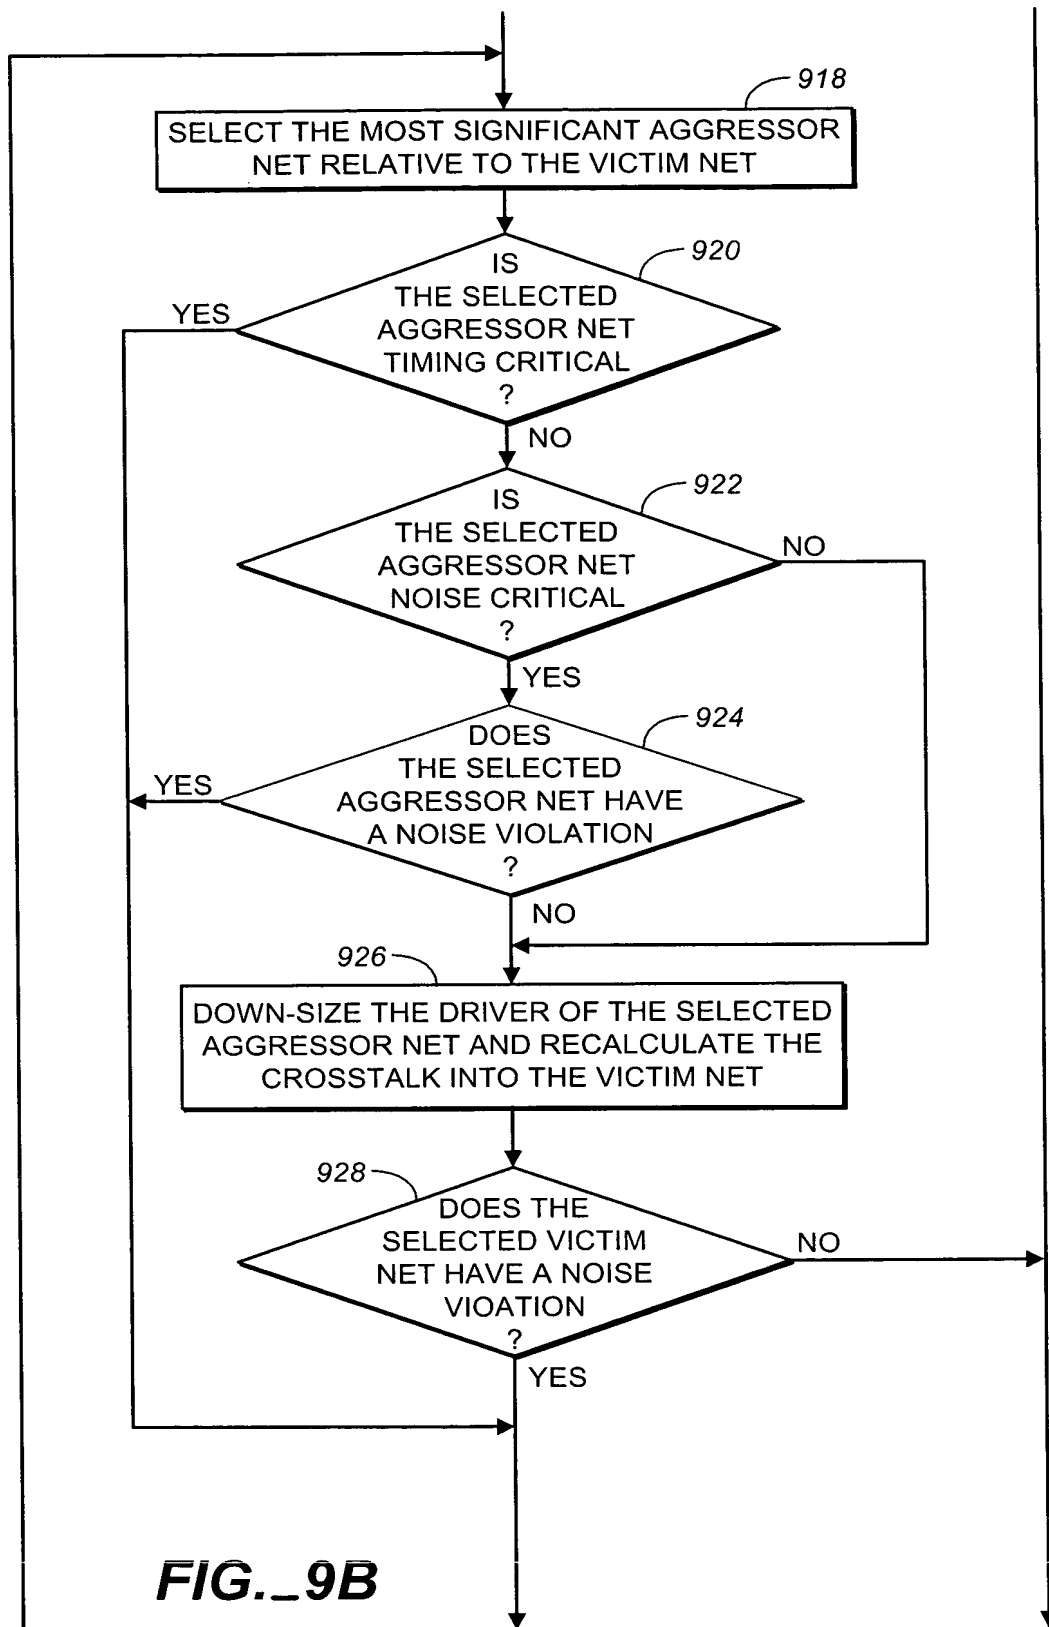 918
SELECT THE MOST SIGNIFICANT AGGRESSOR
NET RELATIVE TO THE VICTIM NET
920
IS
THE SELECTED
AGGRESSOR NET
TIMING CRITICAL
?
YES
NO
922
IS
THE SELECTED
AGGRESSOR NET
NOISE CRITICAL
?
NO
YES
924
DOES
THE SELECTED
AGGRESSOR NET HAVE
A NOISE VIOLATION
?
YES
NO
926
DOWN-SIZE THE DRIVER OF THE SELECTED
AGGRESSOR NET AND RECALCULATE THE
CROSSTALK INTO THE VICTIM NET
928
DOES THE
SELECTED VICTIM
NET HAVE A NOISE
VIOATION
?
NO
YES
FIG._9B